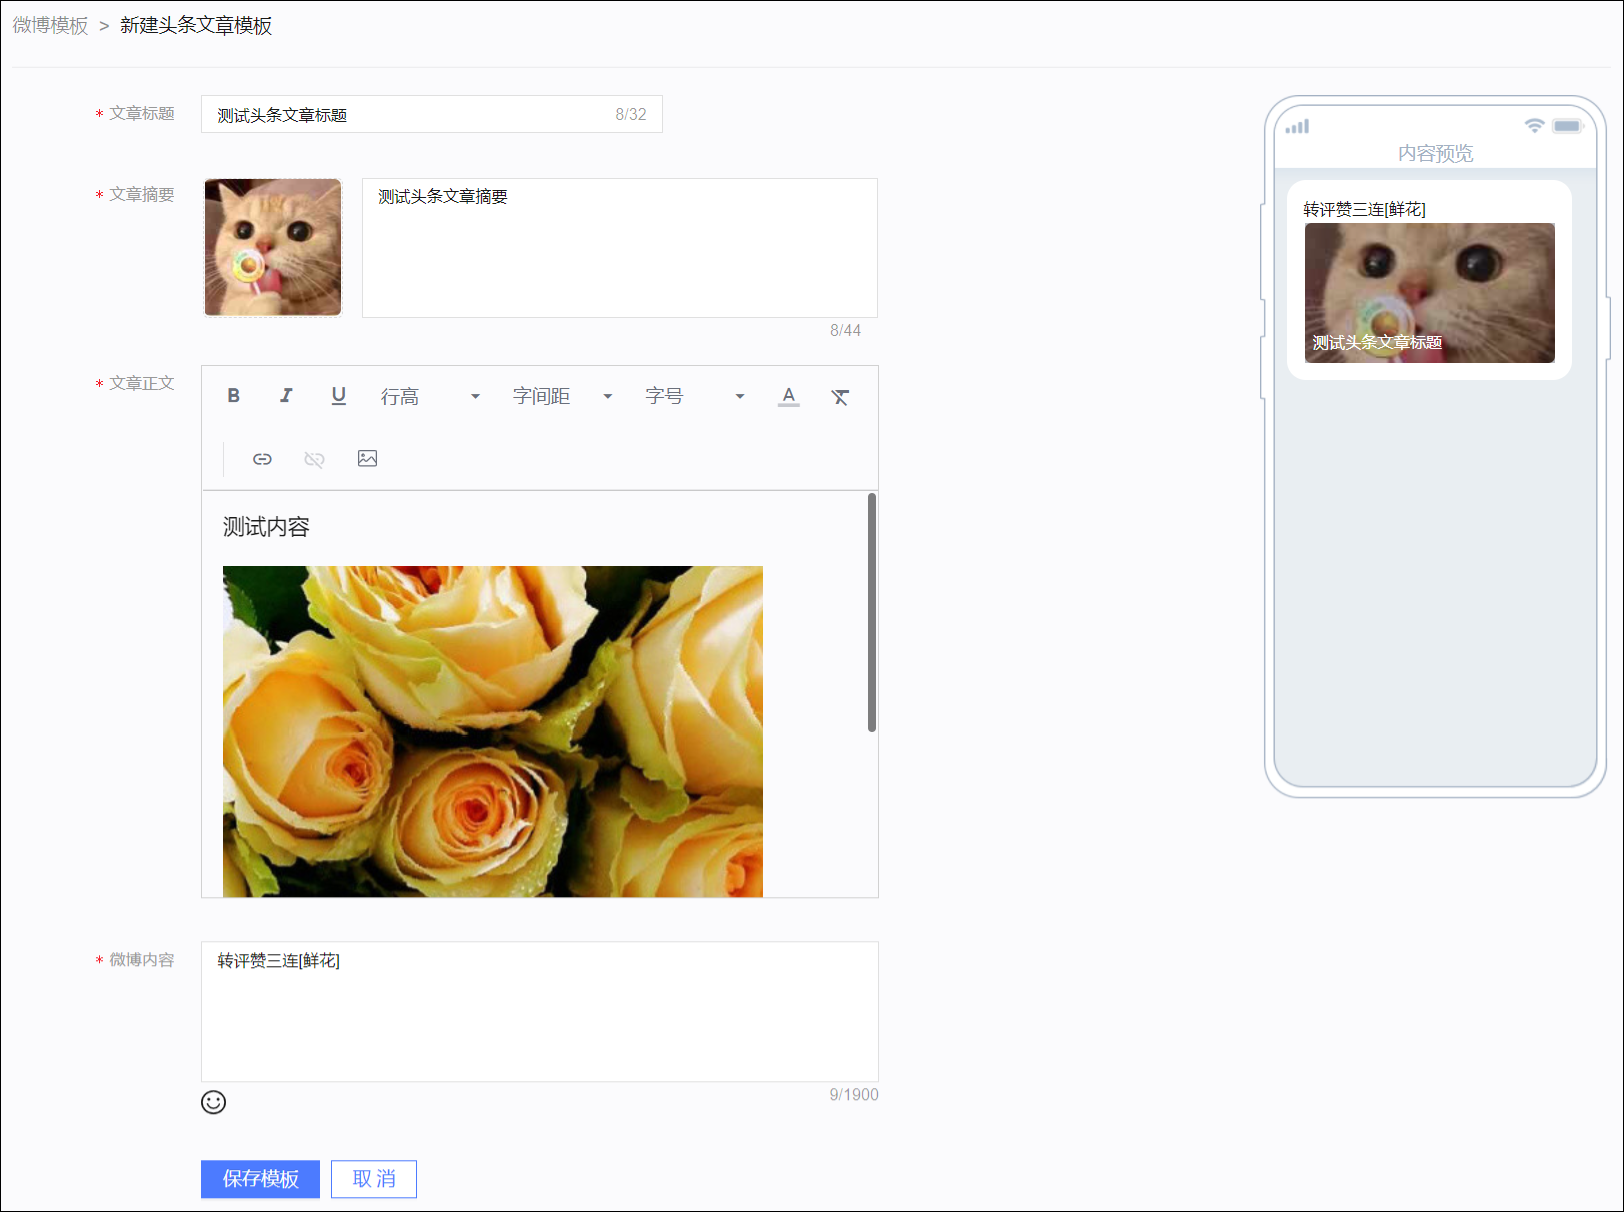 微博模板 > 新建头条文章模板
* 文章标题
测试头条文章标题
8/32
* 文章摘要
测试头条文章摘要
8/44
* 文章正文
B I U 行高 字间距 字号 A
测试内容
* 微博内容
转评赞三连[鲜花]
9/1900
保存模板 取 消
内容预览
转评赞三连[鲜花]
测试头条文章标题